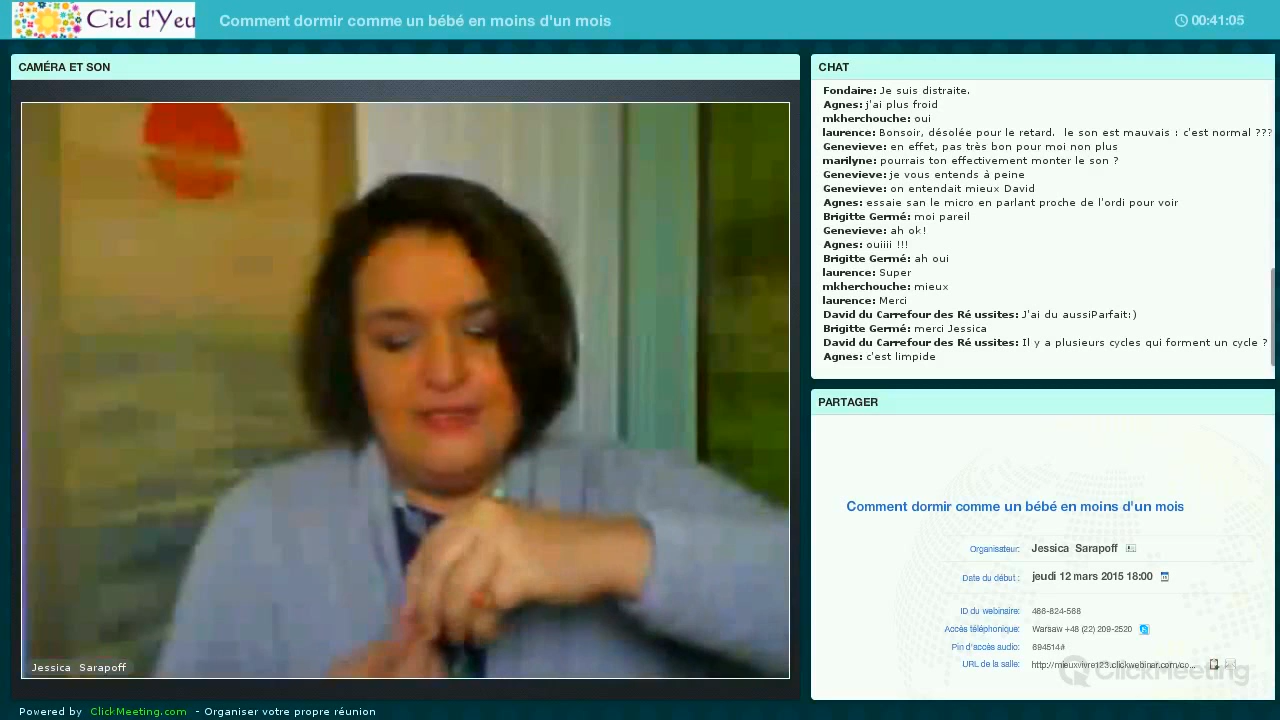 Ciel d'Yeu
Comment dormir comme un bébé en moins d'un mois
00:41:05
CAMÉRA ET SON
Jessica Sarapoff
CHAT
Fondaire: Je suis distraite.
Agnes: j'ai plus froid
mkherchouche: oui
laurence: Bonsoir, désolée pour le retard. le son est mauvais : c'est normal ???
Genevieve: en effet, pas très bon pour moi non plus
marilyne: pourrais ton effectivement monter le son ?
Genevieve: je vous entends à peine
Genevieve: on entendait mieux David
Agnes: essaie san le micro en parlant proche de l'ordi pour voir
Brigitte Germé: moi pareil
Genevieve: ah ok!
Agnes: ouiiii !!!
Brigitte Germé: ah oui
laurence: Super
mkherchouche: mieux
laurence: Merci
David du Carrefour des Ré ussites: J'ai du aussiParfait:)
Brigitte Germé: merci Jessica
David du Carrefour des Ré ussites: Il y a plusieurs cycles qui forment un cycle ?
Agnes: c'est limpide
PARTAGER
Comment dormir comme un bébé en moins d'un mois
Organisateur: Jessica Sarapoff
Date du début : jeudi 12 mars 2015 18:00
ID du webinaire: 466-824-568
Accès téléphonique: Warsaw +48 (22) 209-2520
Pin d'accès audio: 694514#
URL de la salle: http://mieuxvivre123.clickwebinar.com/co...
ClickMeeting
Powered by ClickMeeting.com - Organiser votre propre réunion